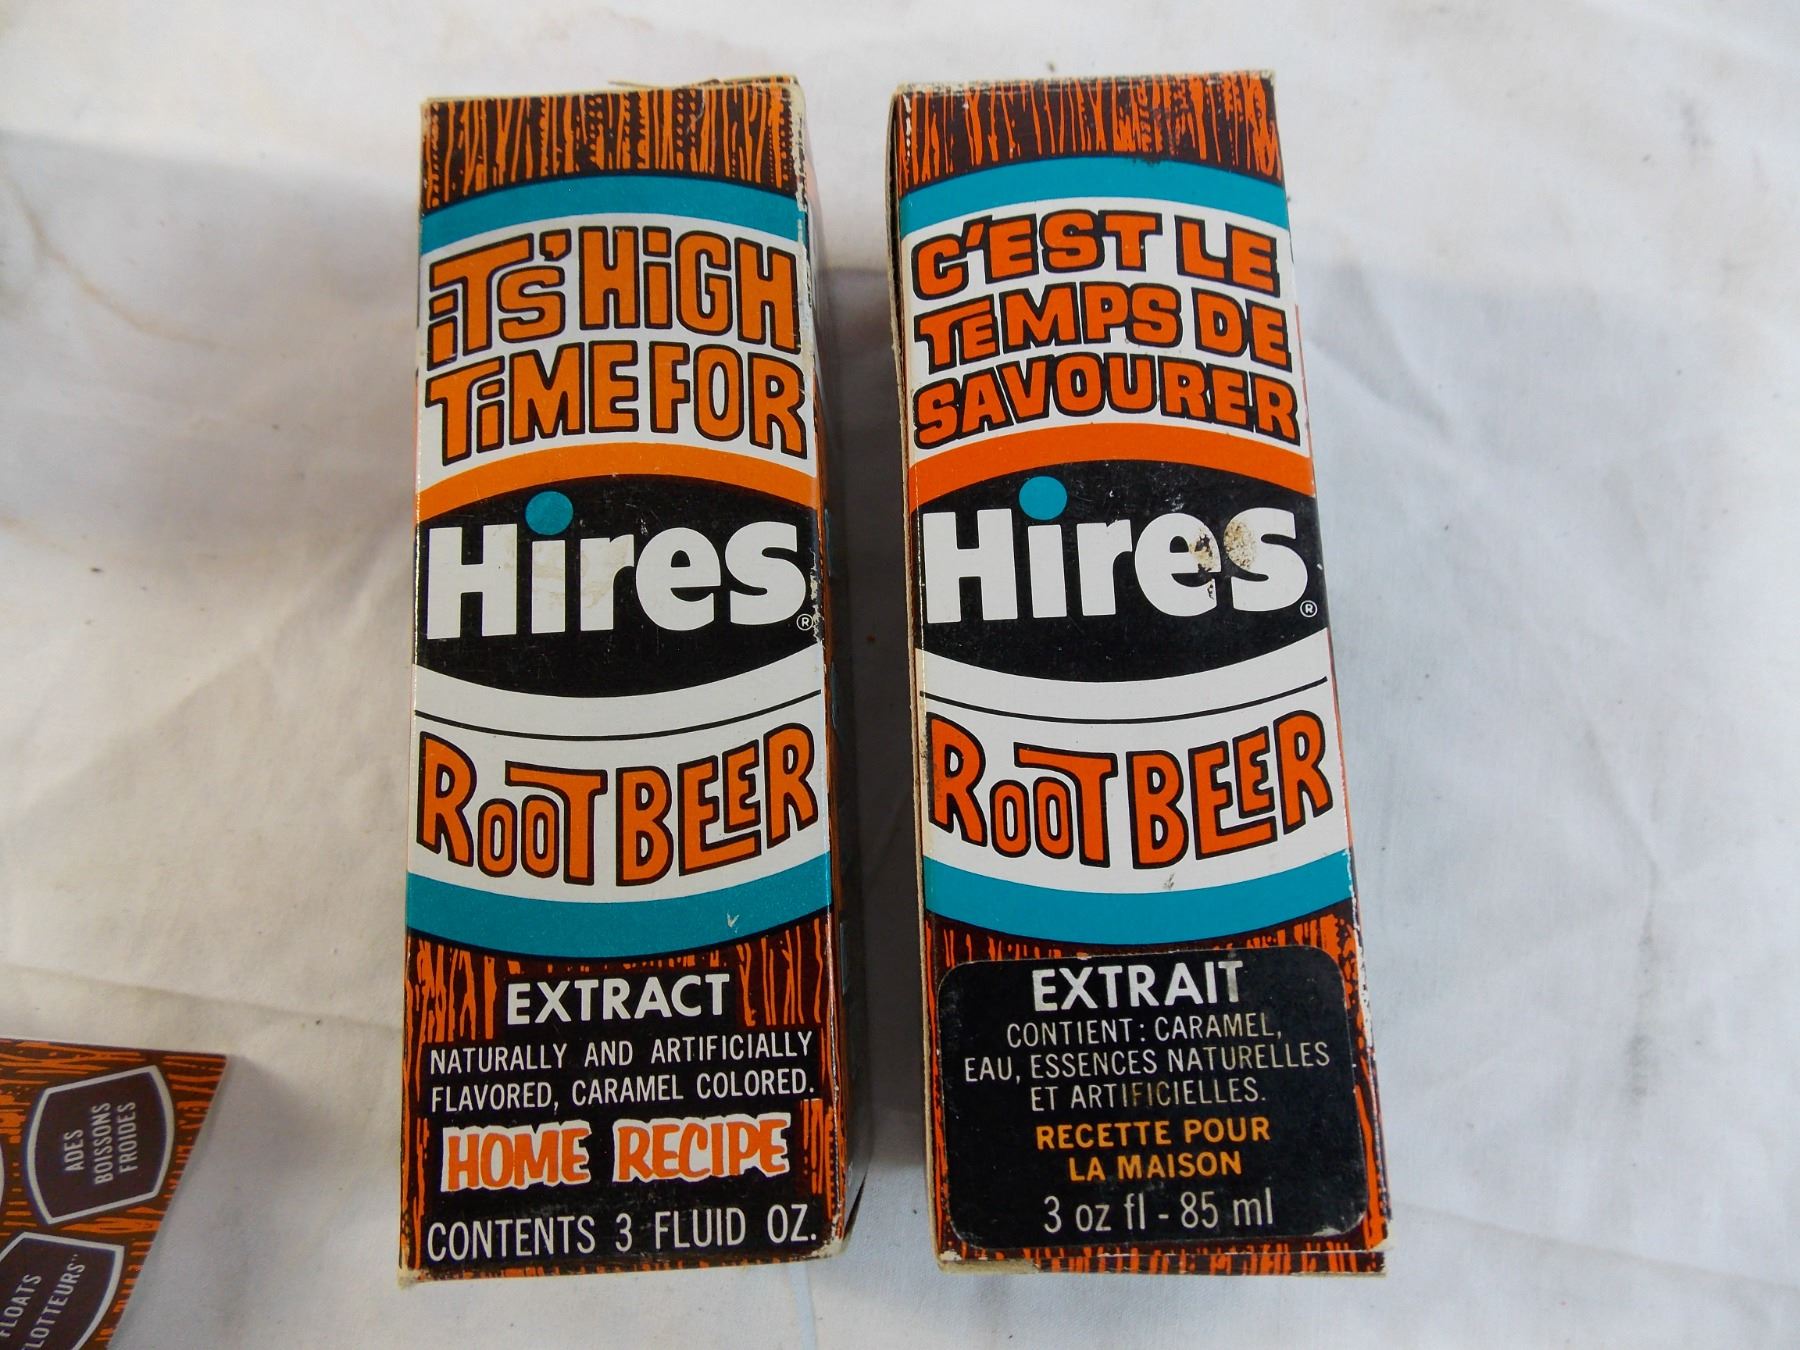 iTS' HiGH
TiME FOR
Hires®
ROOT BEER
EXTRACT
NATURALLY AND ARTIFICIALLY
FLAVORED, CARAMEL COLORED.
HOME RECIPE
CONTENTS 3 FLUID OZ.
C'EST LE
TEMPS DE
SAVOURER
Hires®
ROOT BEER
EXTRAIT
CONTIENT: CARAMEL,
EAU, ESSENCES NATURELLES
ET ARTIFICIELLES.
RECETTE POUR
LA MAISON
3 oz fl - 85 ml
ADES
BOISSONS
FROIDES
FLOATS